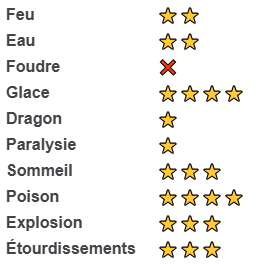 Feu
Eau
Foudre
Glace
Dragon
Paralysie
Sommeil
Poison
Explosion
Étourdissements